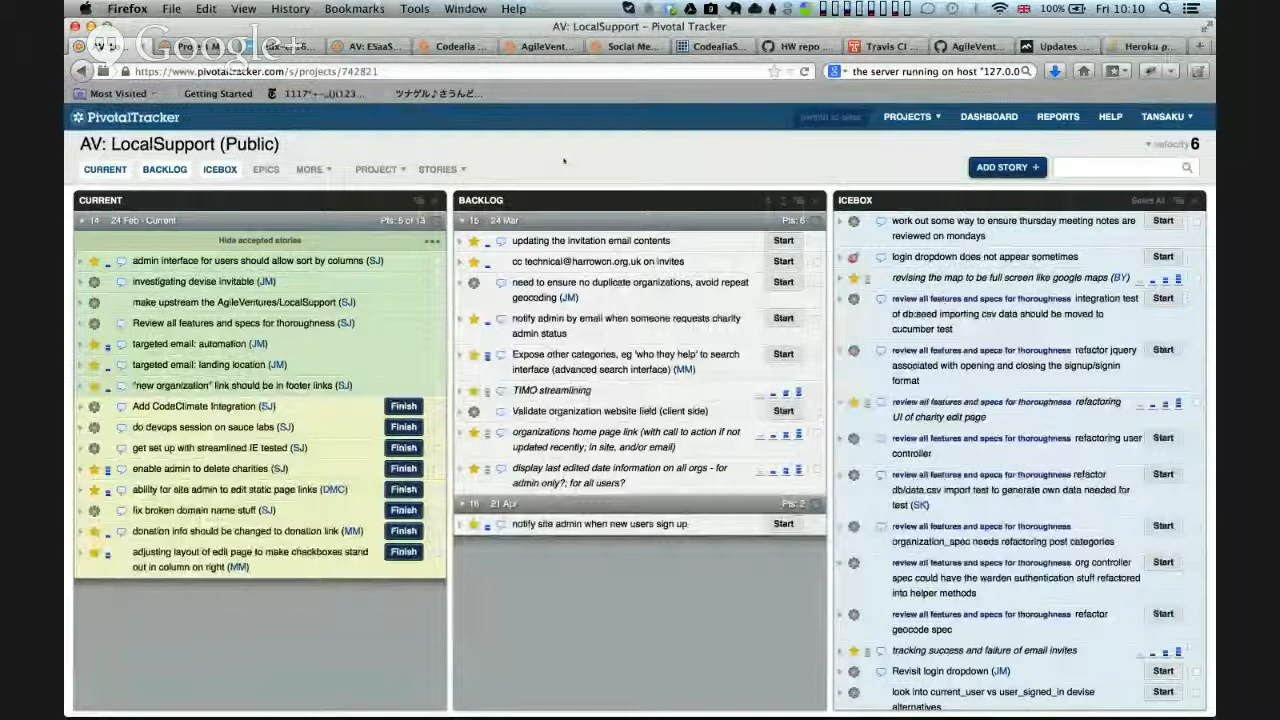 Firefox File Edit View History Bookmarks Tools Window Help 100% Fri 10:10
AV: LocalSupport – Pivotal Tracker
Google+
AV: ESaaS... Codealia ... AgileVent... Social Me... CodealiaS... HW repo ... Travis CI ... AgileVent... Updates ... Heroku p...
https://www.pivotaltracker.com/s/projects/742821
the server running on host "127.0.0
Most Visited Getting Started ツナゲル♪さうんど...
PivotalTracker
PROJECTS DASHBOARD REPORTS HELP TANSAKU
AV: LocalSupport (Public)
velocity 6
CURRENT BACKLOG ICEBOX EPICS MORE PROJECT STORIES
ADD STORY +
CURRENT
14 24 Feb - Current Pts: 5 of 13
Hide accepted stories
admin interface for users should allow sort by columns (SJ)
investigating devise invitable (JM)
make upstream the AgileVentures/LocalSupport (SJ)
Review all features and specs for thoroughness (SJ)
targeted email: automation (JM)
targeted email: landing location (JM)
"new organization" link should be in footer links (SJ)
Add CodeClimate Integration (SJ) Finish
do devops session on sauce labs (SJ) Finish
get set up with streamlined IE tested (SJ) Finish
enable admin to delete charities (SJ) Finish
ability for site admin to edit static page links (DMC) Finish
fix broken domain name stuff (SJ) Finish
donation info should be changed to donation link (MM) Finish
adjusting layout of edit page to make checkboxes stand Finish
out in column on right (MM)
BACKLOG
15 24 Mar Pts: 6
updating the invitation email contents Start
cc technical@harrowcn.org.uk on invites Start
need to ensure no duplicate organizations, avoid repeat Start
geocoding (JM)
notify admin by email when someone requests charity Start
admin status
Expose other categories, eg 'who they help' to search Start
interface (advanced search interface) (MM)
TIMO streamlining
Validate organization website field (client side) Start
organizations home page link (with call to action if not
updated recently; in site, and/or email)
display last edited date information on all orgs - for
admin only?; for all users?
16 21 Apr Pts: 2
notify site admin when new users sign up Start
ICEBOX
Select All
work out some way to ensure thursday meeting notes are Start
reviewed on mondays
login dropdown does not appear sometimes Start
revising the map to be full screen like google maps (BY)
review all features and specs for thoroughness integration test Start
of db:seed importing csv data should be moved to
cucumber test
review all features and specs for thoroughness refactor jquery Start
associated with opening and closing the signup/signin
format
review all features and specs for thoroughness refactoring
UI of charity edit page
review all features and specs for thoroughness refactoring user Start
controller
review all features and specs for thoroughness refactor Start
db/data.csv import test to generate own data needed for
test (SK)
review all features and specs for thoroughness Start
organization_spec needs refactoring post categories
review all features and specs for thoroughness org controller Start
spec could have the warden authentication stuff refactored
into helper methods
review all features and specs for thoroughness refactor Start
geocode spec
tracking success and failure of email invites
Revisit login dropdown (JM) Start
look into current_user vs user_signed_in devise Start
alternatives